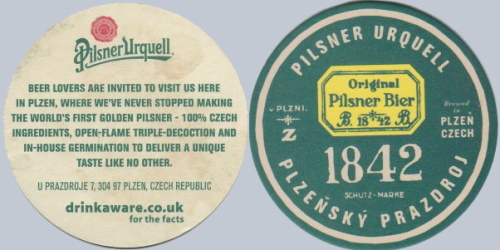 Pilsner Urquell
BEER LOVERS ARE INVITED TO VISIT US HERE
IN PLZEN, WHERE WE'VE NEVER STOPPED MAKING
THE WORLD'S FIRST GOLDEN PILSNER - 100% CZECH
INGREDIENTS, OPEN-FLAME TRIPLE-DECOCTION AND
IN-HOUSE GERMINATION TO DELIVER A UNIQUE
TASTE LIKE NO OTHER.
U PRAZDROJE 7, 304 97 PLZEN, CZECH REPUBLIC
drinkaware.co.uk
for the facts
PILSNER URQUELL
Original
Pilsner Bier
B. 18 42 B
PLZNI.
Z
Brewed in
PLZEŇ
CZECH
1842
SCHUTZ-MARKE
PLZEŇSKÝ PRAZDROJ